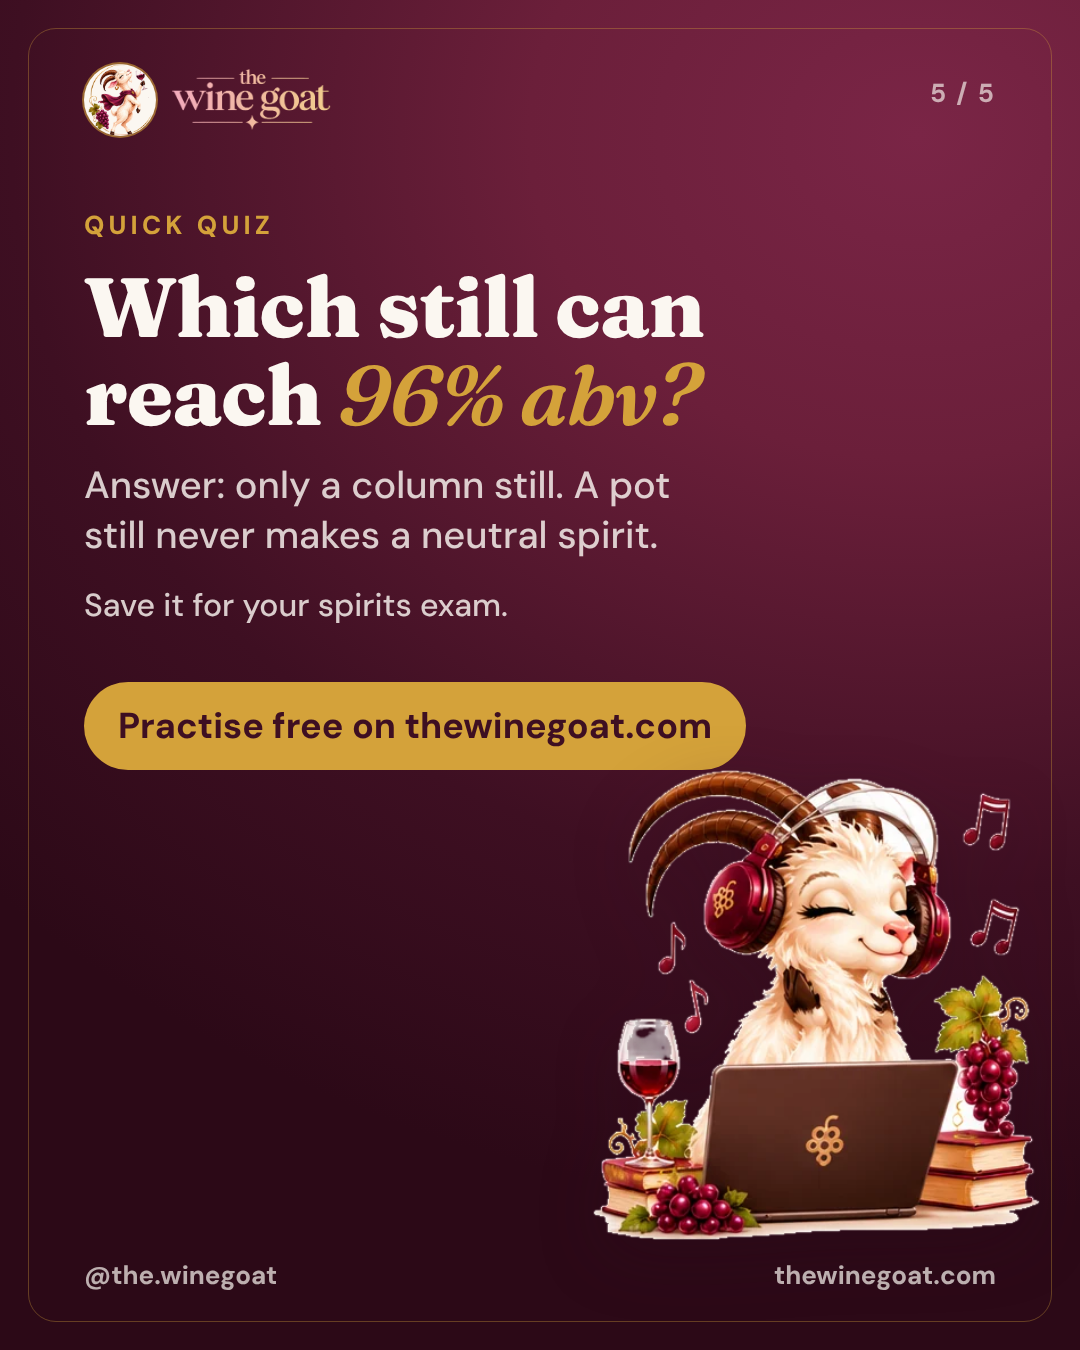 the
wine goat
5 / 5
QUICK QUIZ
Which still can
reach 96% abv?
Answer: only a column still. A pot
still never makes a neutral spirit.
Save it for your spirits exam.
Practise free on thewinegoat.com
@the.winegoat
thewinegoat.com